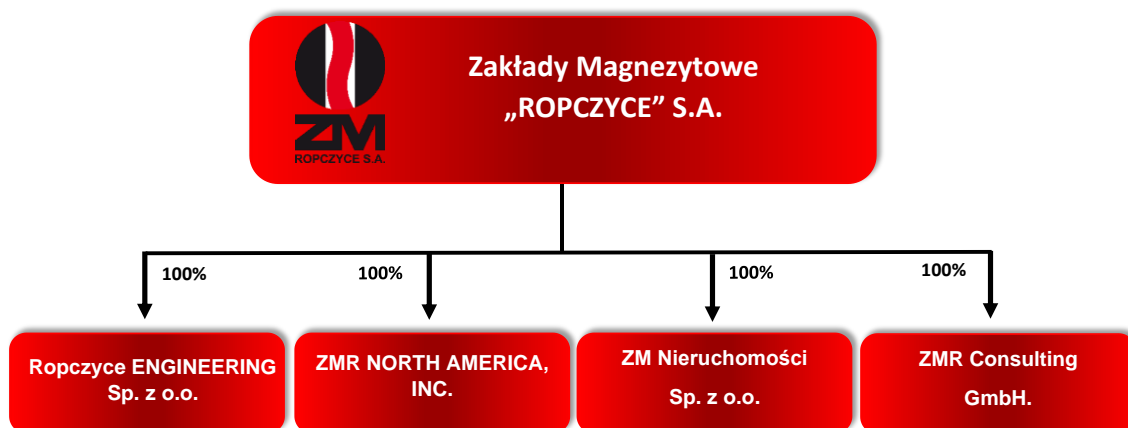 Zakłady Magnezytowe
„ROPCZYCE” S.A.
ZM
ROPCZYCE S.A.
100%
100%
100%
100%
Ropczyce ENGINEERING
Sp. z o.o.
ZMR NORTH AMERICA,
INC.
ZM Nieruchomości
Sp. z o.o.
ZMR Consulting
GmbH.